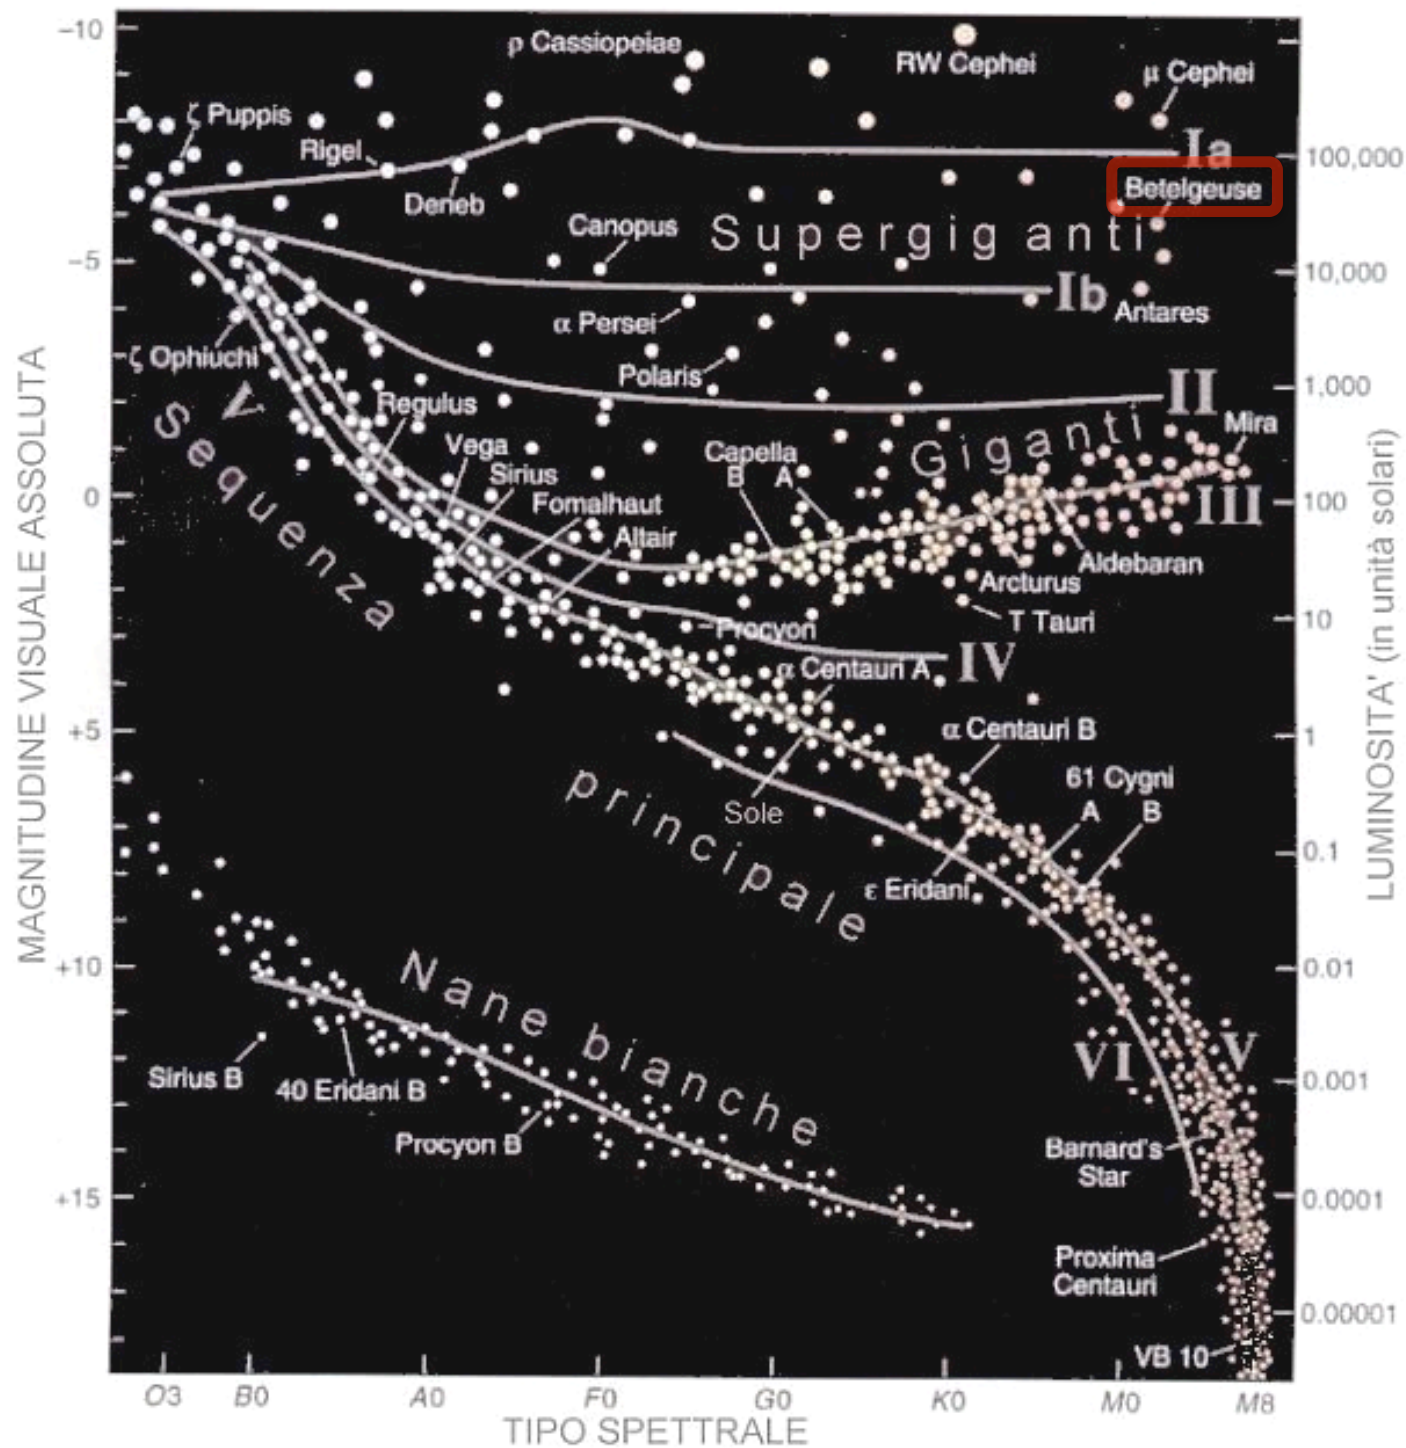 -10
ρ Cassiopeiae
RW Cephei
μ Cephei
ζ Puppis
Rigel
Ia
100,000
Deneb
Betelgeuse
Canopus
Supergiganti
-5
10,000
Ib
Antares
α Persei
ζ Ophiuchi
Polaris
1,000
II
V
Regulus
Giganti
Mira
Vega
Capella
B A
Sirius
0
100
III
Fomalhaut
Altair
Aldebaran
Arcturus
Sequenza
10
T Tauri
Procyon
IV
α Centauri A
+5
1
α Centauri B
61 Cygni
A B
Sole
principale
0.1
ε Eridani
+10
0.01
Nane bianche
VI
V
Sirius B
40 Eridani B
0.001
Procyon B
Barnard's
Star
+15
0.0001
Proxima
Centauri
0.00001
VB 10
O3 B0 A0 F0 G0 K0 M0 M8
TIPO SPETTRALE
MAGNITUDINE VISUALE ASSOLUTA
LUMINOSITA' (in unità solari)